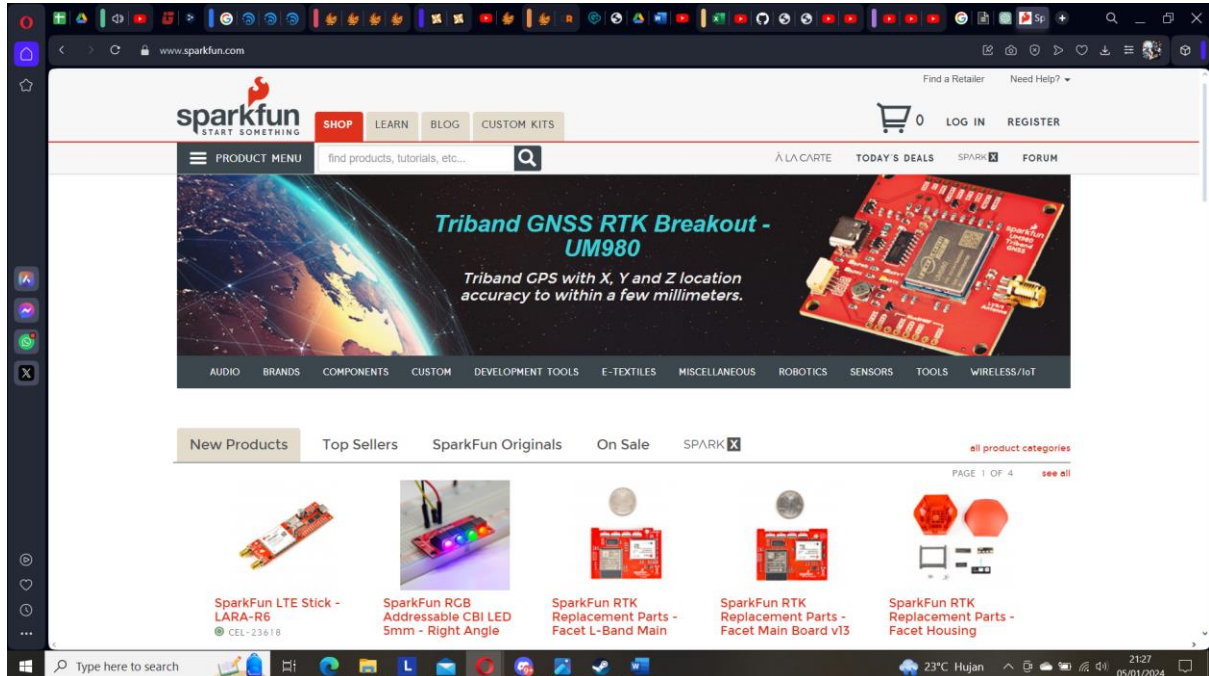 Sp
www.sparkfun.com
Find a Retailer Need Help?
sparkfun
START SOMETHING
SHOP LEARN BLOG CUSTOM KITS
0 LOG IN REGISTER
PRODUCT MENU
find products, tutorials, etc...
À LA CARTE TODAY'S DEALS SPARK X FORUM
Triband GNSS RTK Breakout -
UM980
Triband GPS with X, Y and Z location
accuracy to within a few millimeters.
sparkfun
UM980
Triband
GNSS
AUDIO BRANDS COMPONENTS CUSTOM DEVELOPMENT TOOLS E-TEXTILES MISCELLANEOUS ROBOTICS SENSORS TOOLS WIRELESS/IoT
New Products Top Sellers SparkFun Originals On Sale SPARK X
all product categories
PAGE 1 OF 4 see all
SparkFun LTE Stick -
LARA-R6
CEL-23618
SparkFun RGB
Addressable CBI LED
5mm - Right Angle
SparkFun RTK
Replacement Parts -
Facet L-Band Main
SparkFun RTK
Replacement Parts -
Facet Main Board v13
SparkFun RTK
Replacement Parts -
Facet Housing
Type here to search
23°C Hujan
21:27
05/01/2024